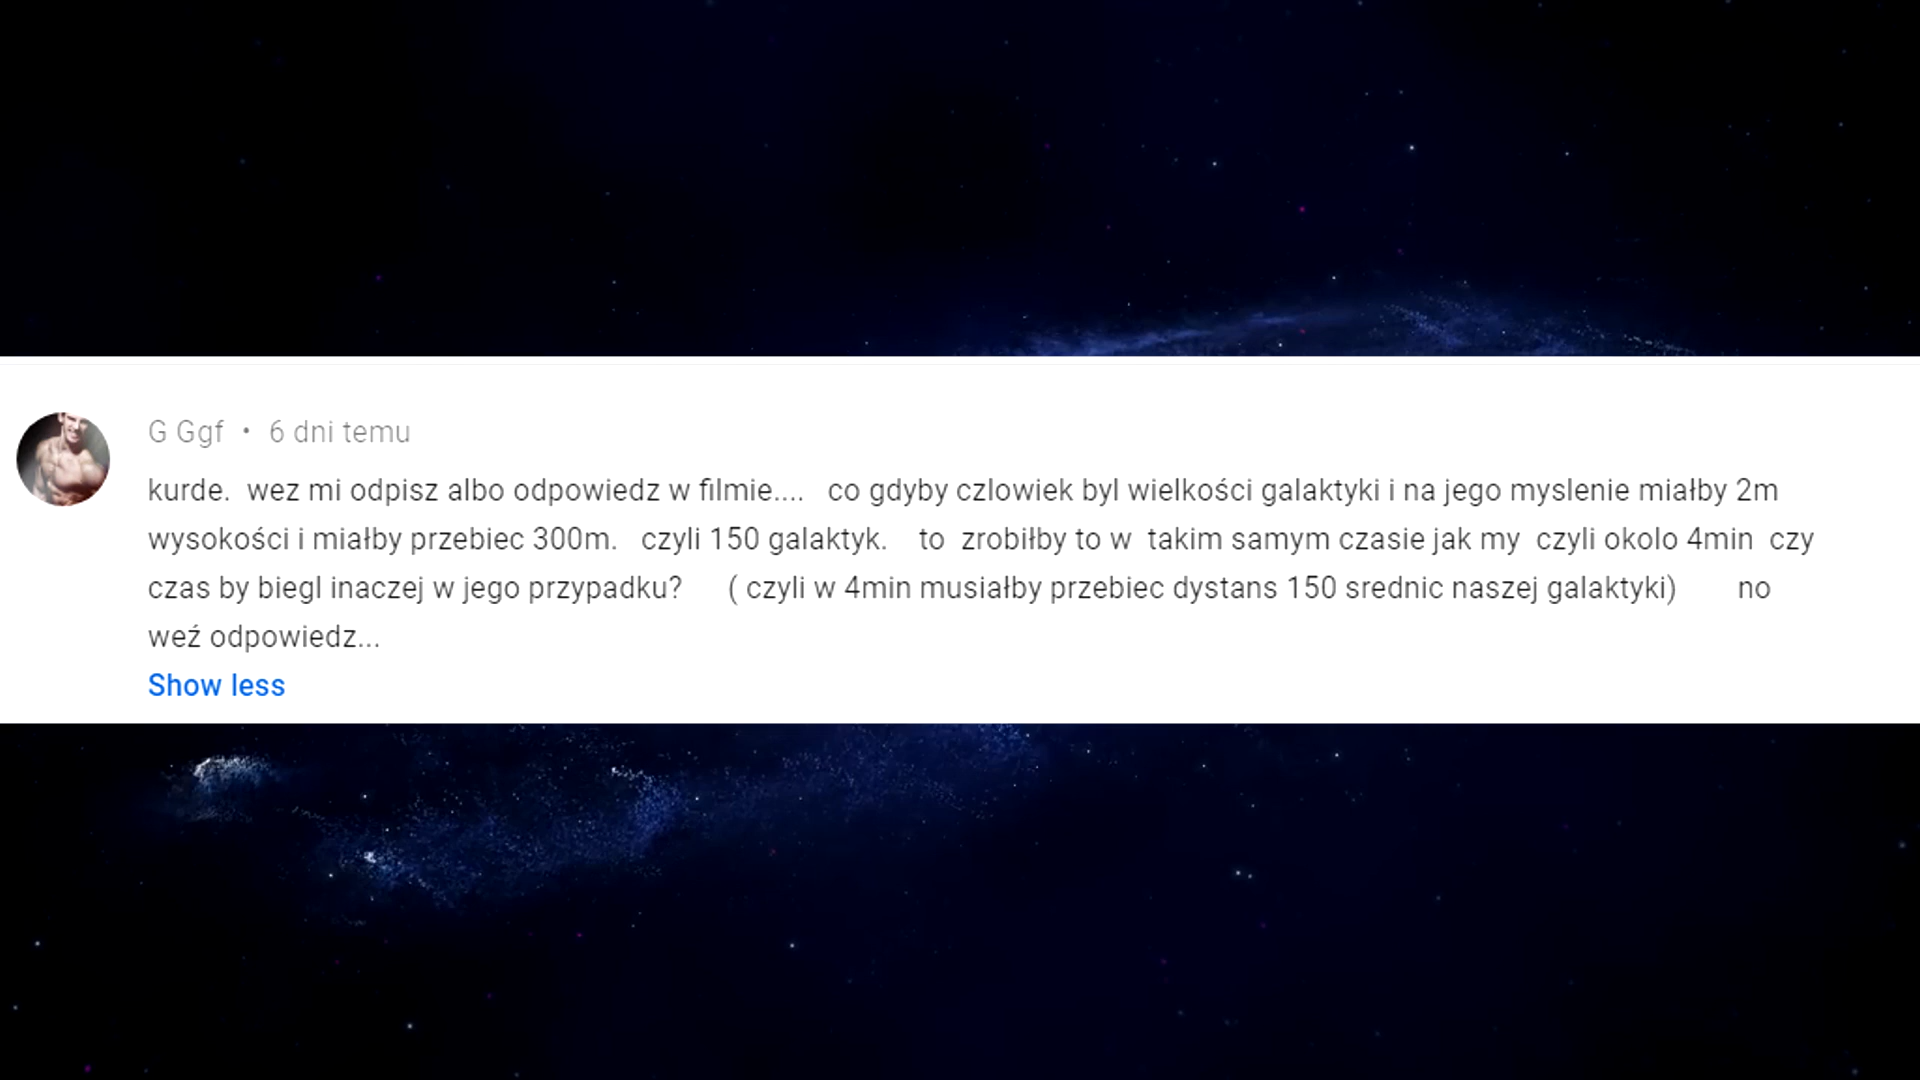 G Ggf • 6 dni temu
kurde. wez mi odpisz albo odpowiedz w filmie.... co gdyby czlowiek byl wielkości galaktyki i na jego myslenie miałby 2m
wysokości i miałby przebiec 300m. czyli 150 galaktyk. to zrobiłby to w takim samym czasie jak my czyli okolo 4min czy
czas by biegl inaczej w jego przypadku? ( czyli w 4min musiałby przebiec dystans 150 srednic naszej galaktyki) no
weź odpowiedz...
Show less